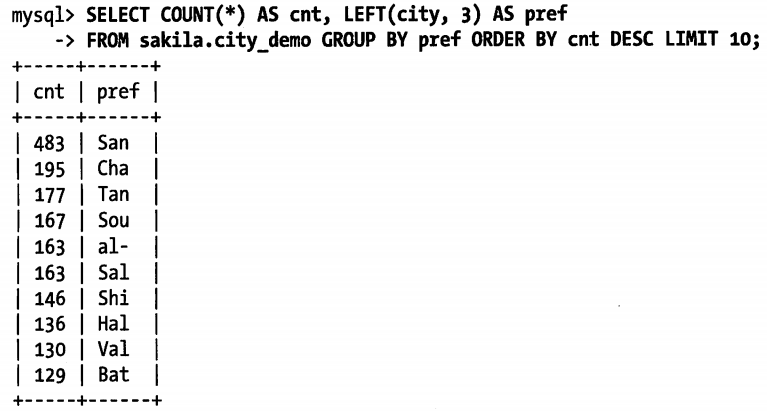 mysql> SELECT COUNT(*) AS cnt, LEFT(city, 3) AS pref
    -> FROM sakila.city_demo GROUP BY pref ORDER BY cnt DESC LIMIT 10;
+-----+------+
| cnt | pref |
+-----+------+
| 483 | San  |
| 195 | Cha  |
| 177 | Tan  |
| 167 | Sou  |
| 163 | al-  |
| 163 | Sal  |
| 146 | Shi  |
| 136 | Hal  |
| 130 | Val  |
| 129 | Bat  |
+-----+------+